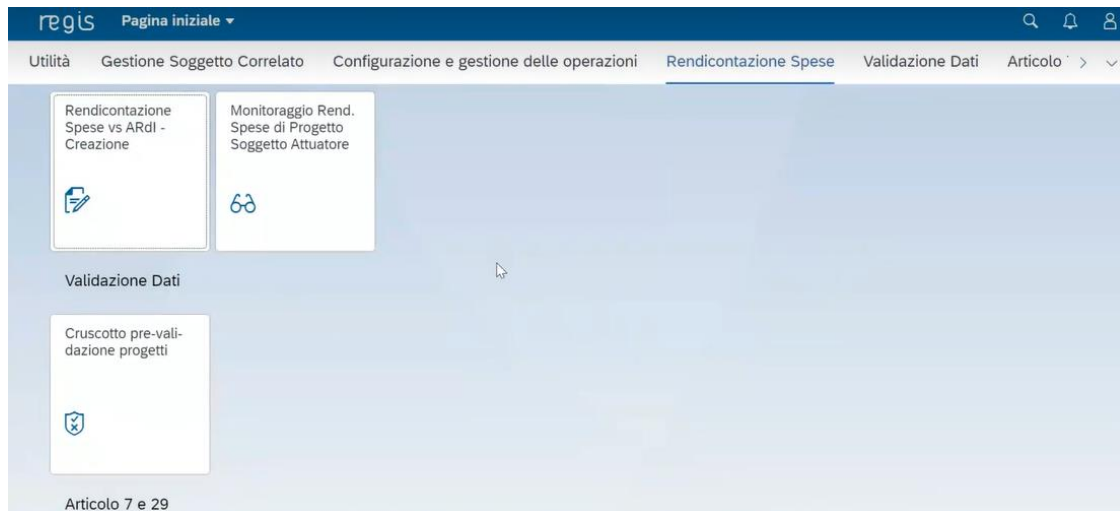 regis Pagina iniziale
Utilità Gestione Soggetto Correlato Configurazione e gestione delle operazioni Rendicontazione Spese Validazione Dati Articolo
Rendicontazione
Spese vs ARdI -
Creazione
Monitoraggio Rend.
Spese di Progetto
Soggetto Attuatore
Validazione Dati
Cruscotto pre-vali-
dazione progetti
Articolo 7 e 29